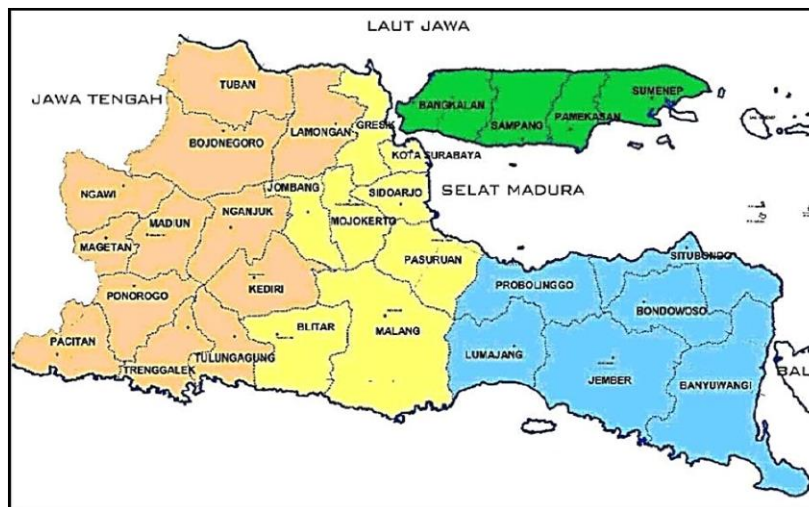 LAUT JAWA
TUBAN
JAWA TENGAH
BANGKALAN
SUMENEP
SAMPANG
PAMEKASAN
GRESIK
LAMONGAN
BOJONEGORO
KOTA SURABAYA
SELAT MADURA
JOMBANG
SIDOARJO
NGAWI
MADIUN
NGANJUK
MOJOKERTO
MAGETAN
PASURUAN
SITUBONDO
KEDIRI
PROBOLINGGO
PONOROGO
BONDOWOSO
BLITAR
MALANG
PACITAN
TULUNGAGUNG
LUMAJANG
TRENGGALEK
JEMBER
BANYUWANGI
BAL